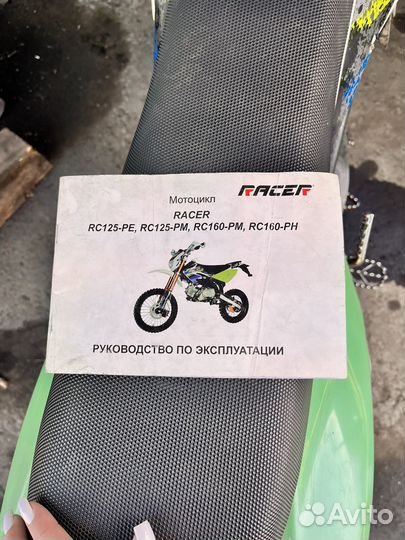 Мотоцикл
RACER
RACER
RC125-PE, RC125-PM, RC160-PM, RC160-PH
РУКОВОДСТВО ПО ЭКСПЛУАТАЦИИ
Avito